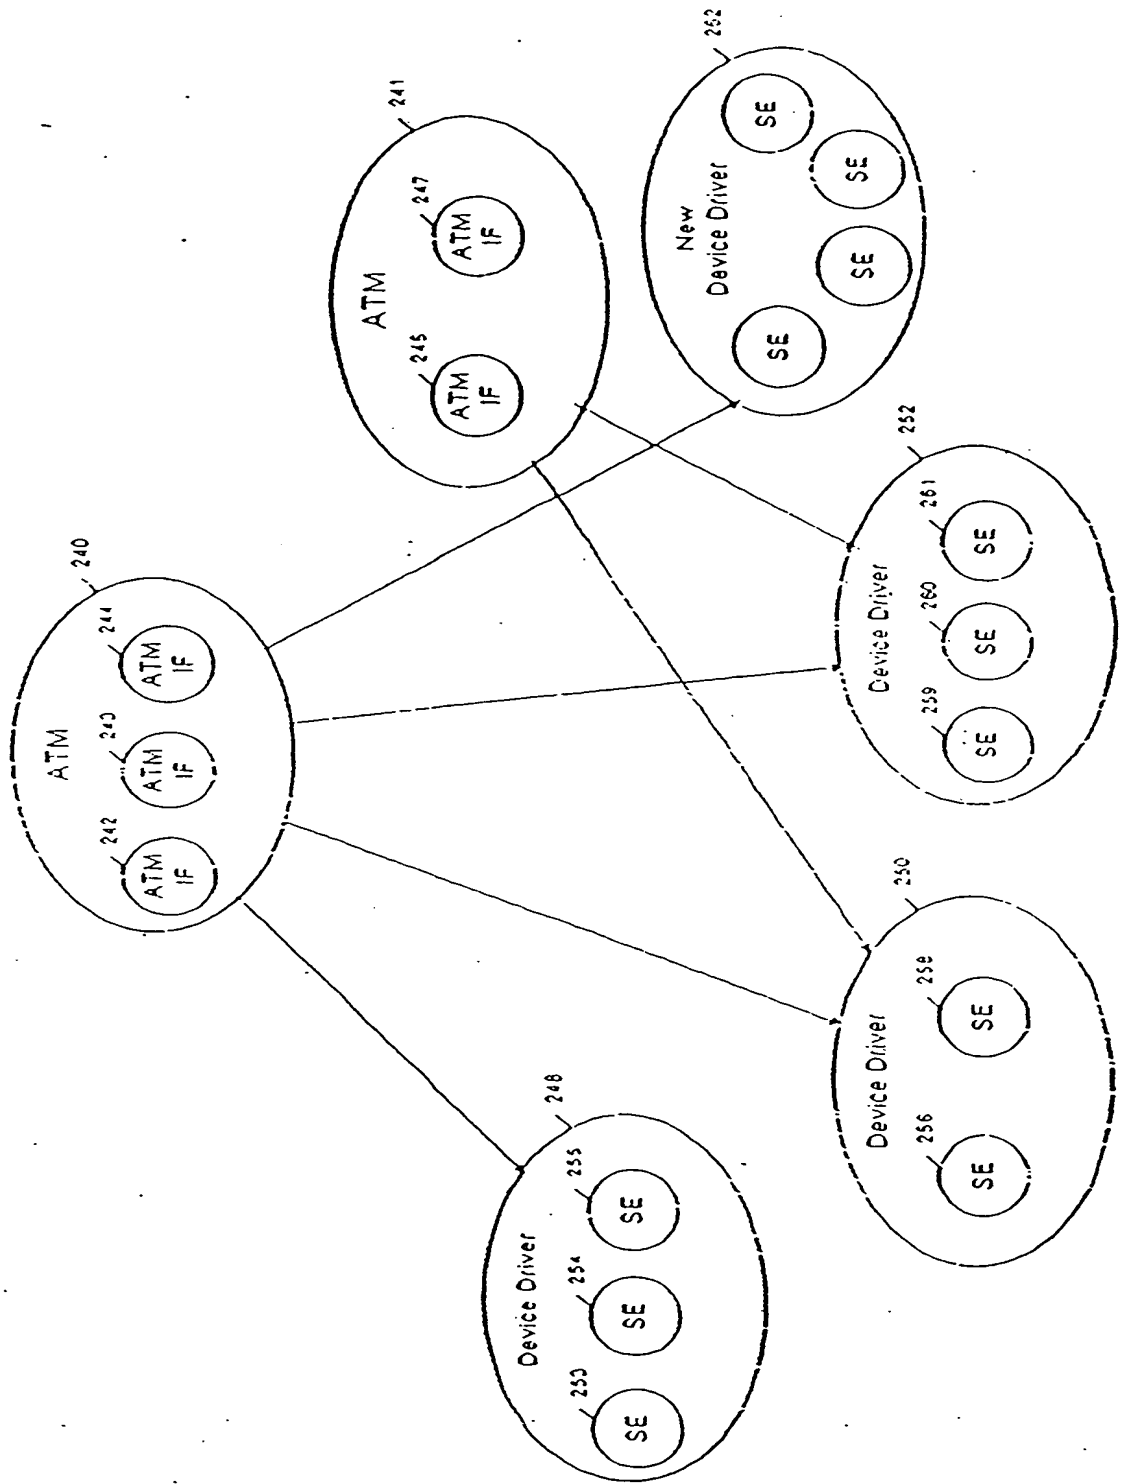 240
ATM
242
243
244
ATM
IF
ATM
IF
ATM
IF
241
ATM
245
247
ATM
IF
ATM
IF
248
Device Driver
253
254
255
SE
SE
SE
250
Device Driver
256
258
SE
SE
252
Device Driver
259
260
261
SE
SE
SE
262
New
Device Driver
SE
SE
SE
SE